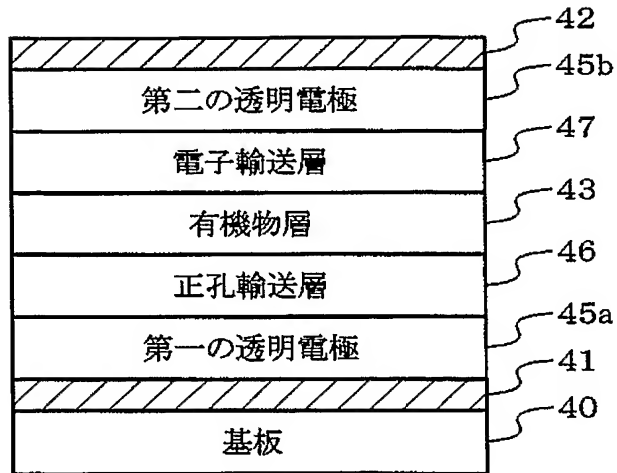 42
第二の透明電極 45b
電子輸送層 47
有機物層 43
正孔輸送層 46
第一の透明電極 45a
41
基板 40